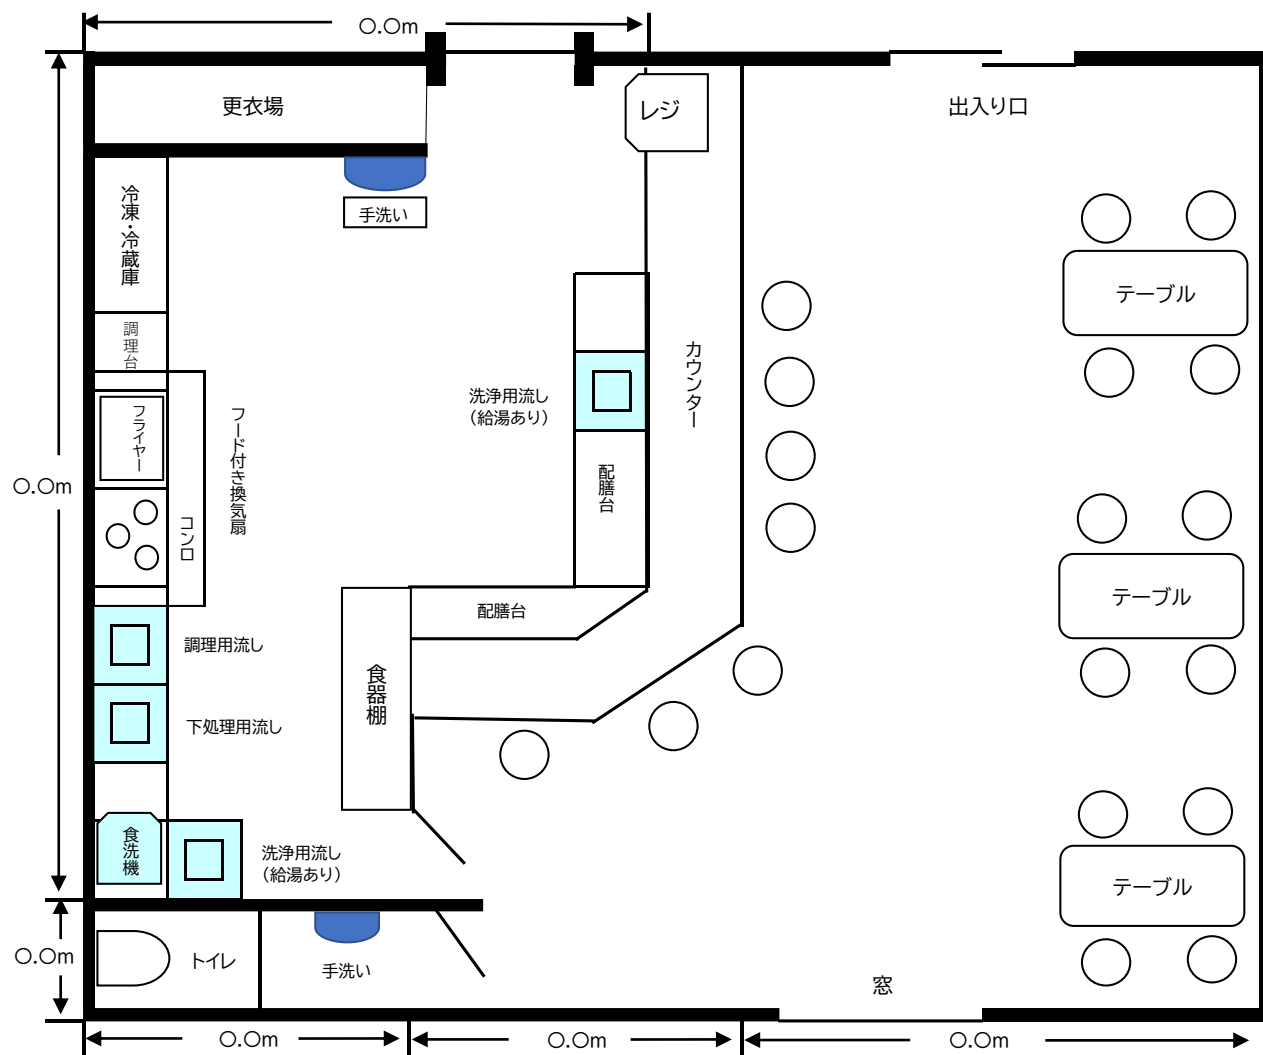 〇.〇m
更衣場
レジ
出入り口
冷凍・冷蔵庫
手洗い
調理台
テーブル
カウンター
洗浄用流し
（給湯あり）
フライヤー
フード付き換気扇
配膳台
〇.〇m
コンロ
配膳台
テーブル
調理用流し
食器棚
下処理用流し
食洗機
洗浄用流し
（給湯あり）
テーブル
〇.〇m
トイレ
手洗い
窓
〇.〇m
〇.〇m
〇.〇m